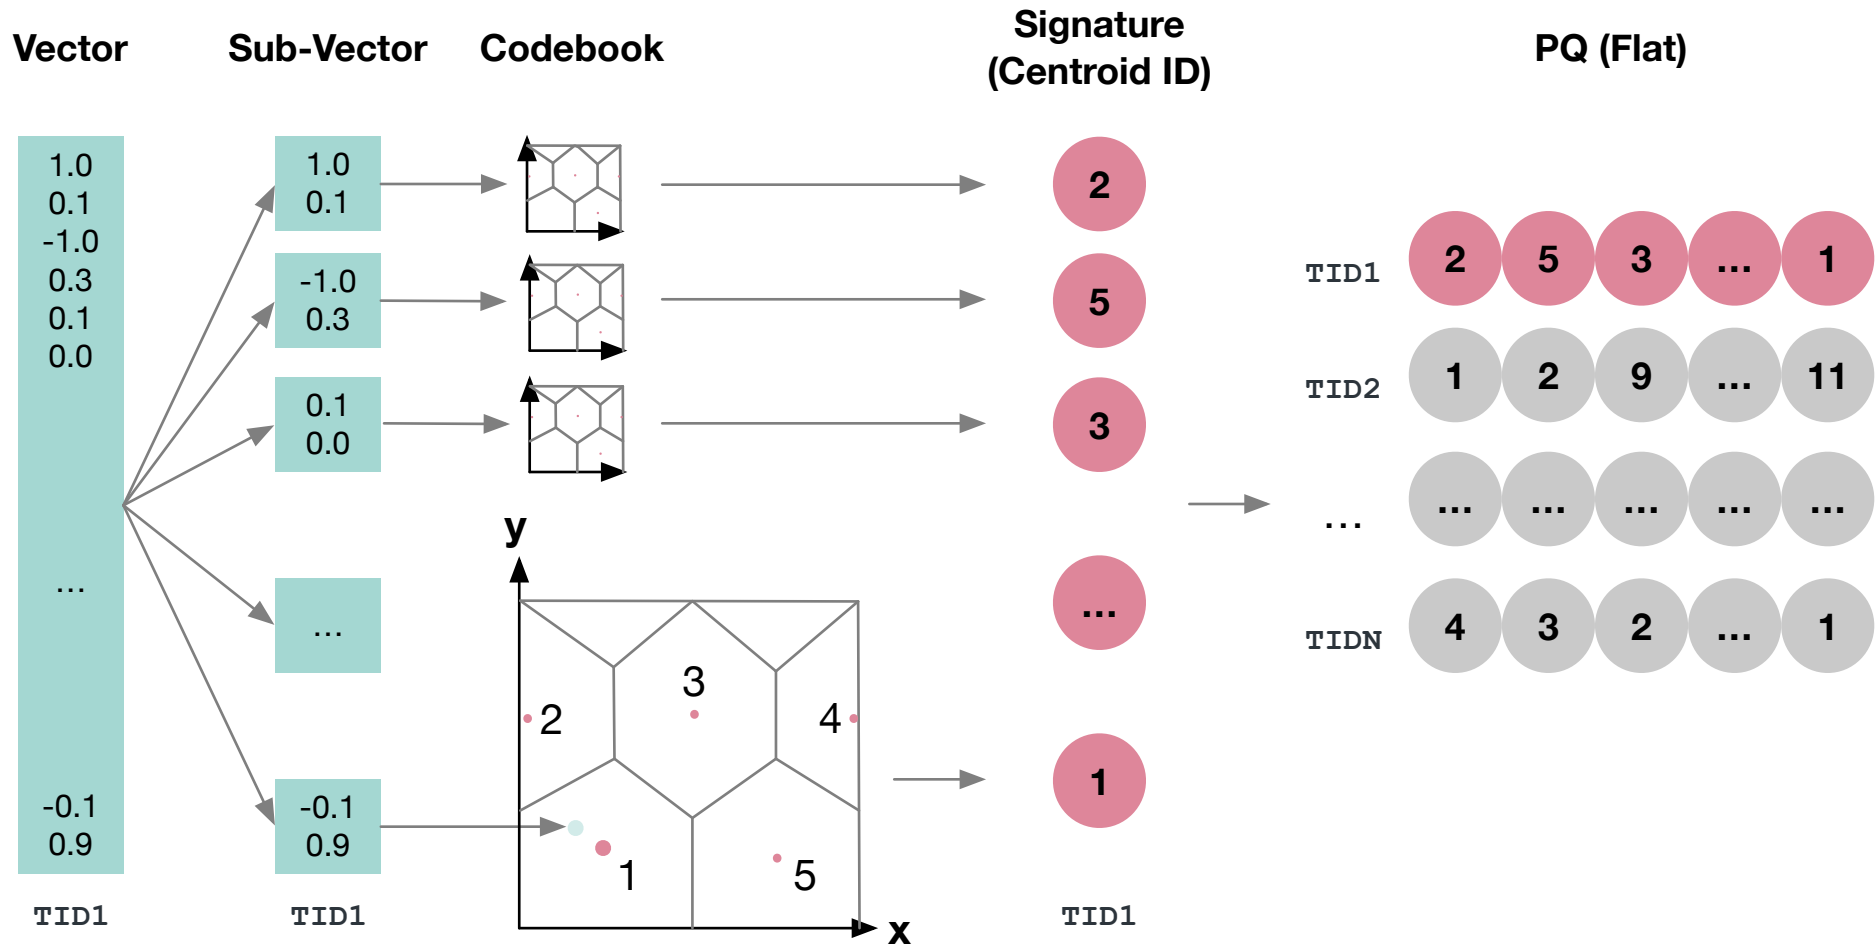 Vector
Sub-Vector
Codebook
Signature
(Centroid ID)
PQ (Flat)
1.0
0.1
-1.0
0.3
0.1
0.0
...
-0.1
0.9
TID1
1.0
0.1
-1.0
0.3
0.1
0.0
...
-0.1
0.9
TID1
y
2
3
4
1
5
x
2
5
3
...
1
TID1
TID1 2 5 3 ... 1
TID2 1 2 9 ... 11
... ... ... ... ... ...
TIDN 4 3 2 ... 1